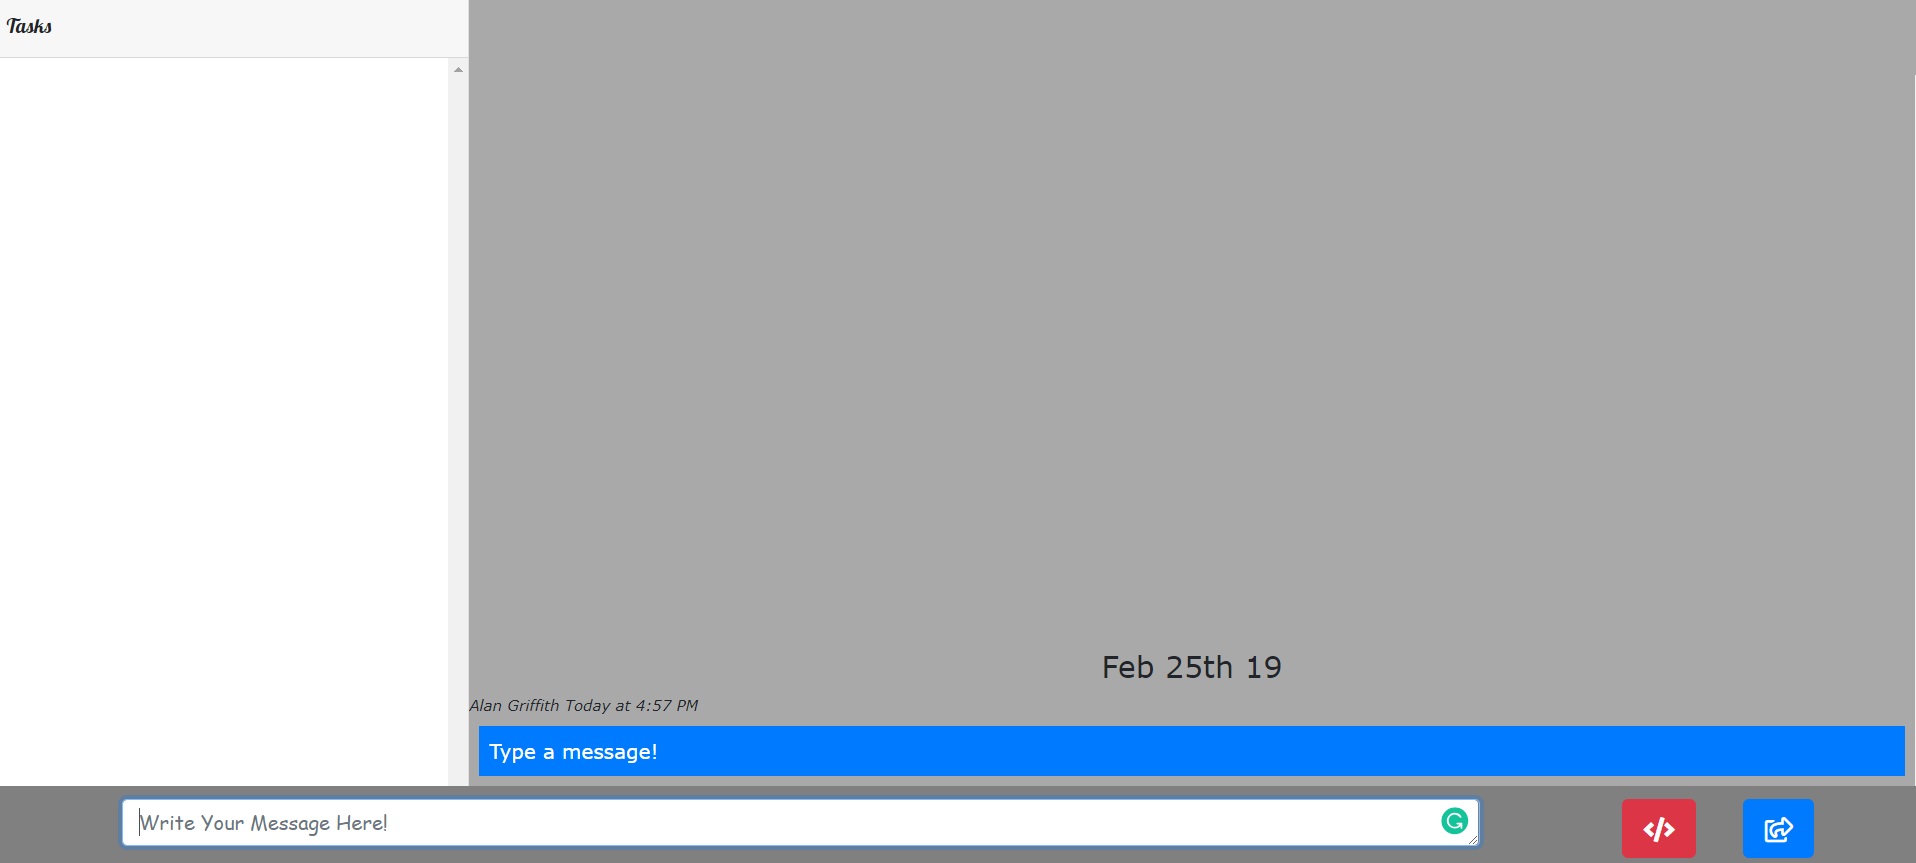 Tasks
Feb 25th 19
Alan Griffith Today at 4:57 PM
Type a message!
Write Your Message Here!